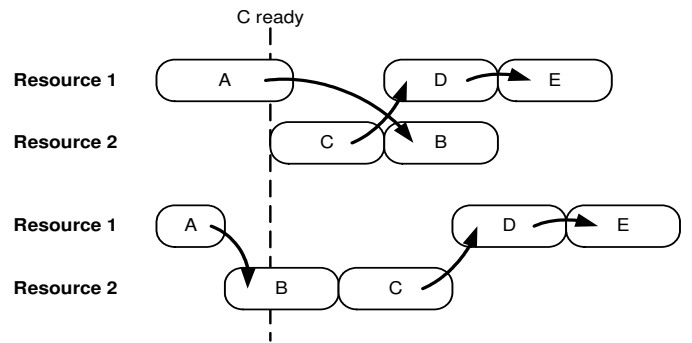 C ready
Resource 1 A D E
Resource 2 C B
Resource 1 A D E
Resource 2 B C